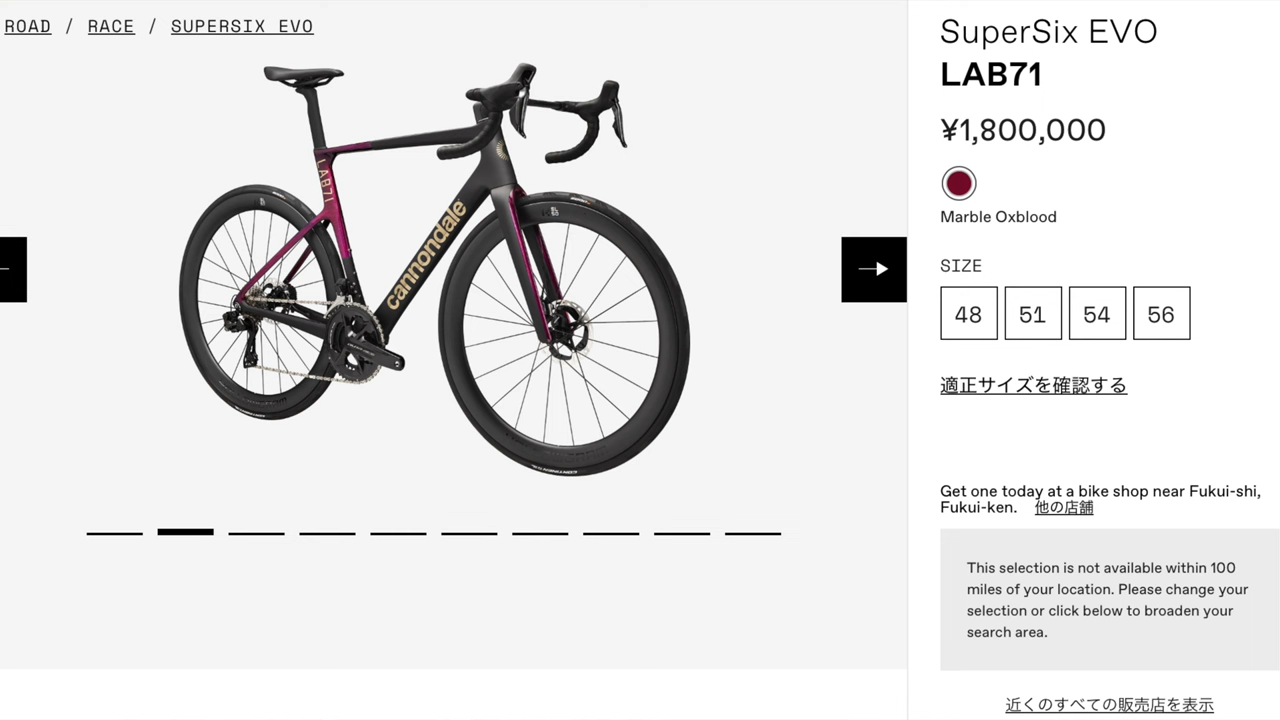 ROAD / RACE / SUPERSIX EVO
LAB71
cannondale
SuperSix EVO
LAB71
¥1,800,000
Marble Oxblood
SIZE
48 51 54 56
適正サイズを確認する
Get one today at a bike shop near Fukui-shi,
Fukui-ken. 他の店舗
This selection is not available within 100
miles of your location. Please change your
selection or click below to broaden your
search area.
近くのすべての販売店を表示